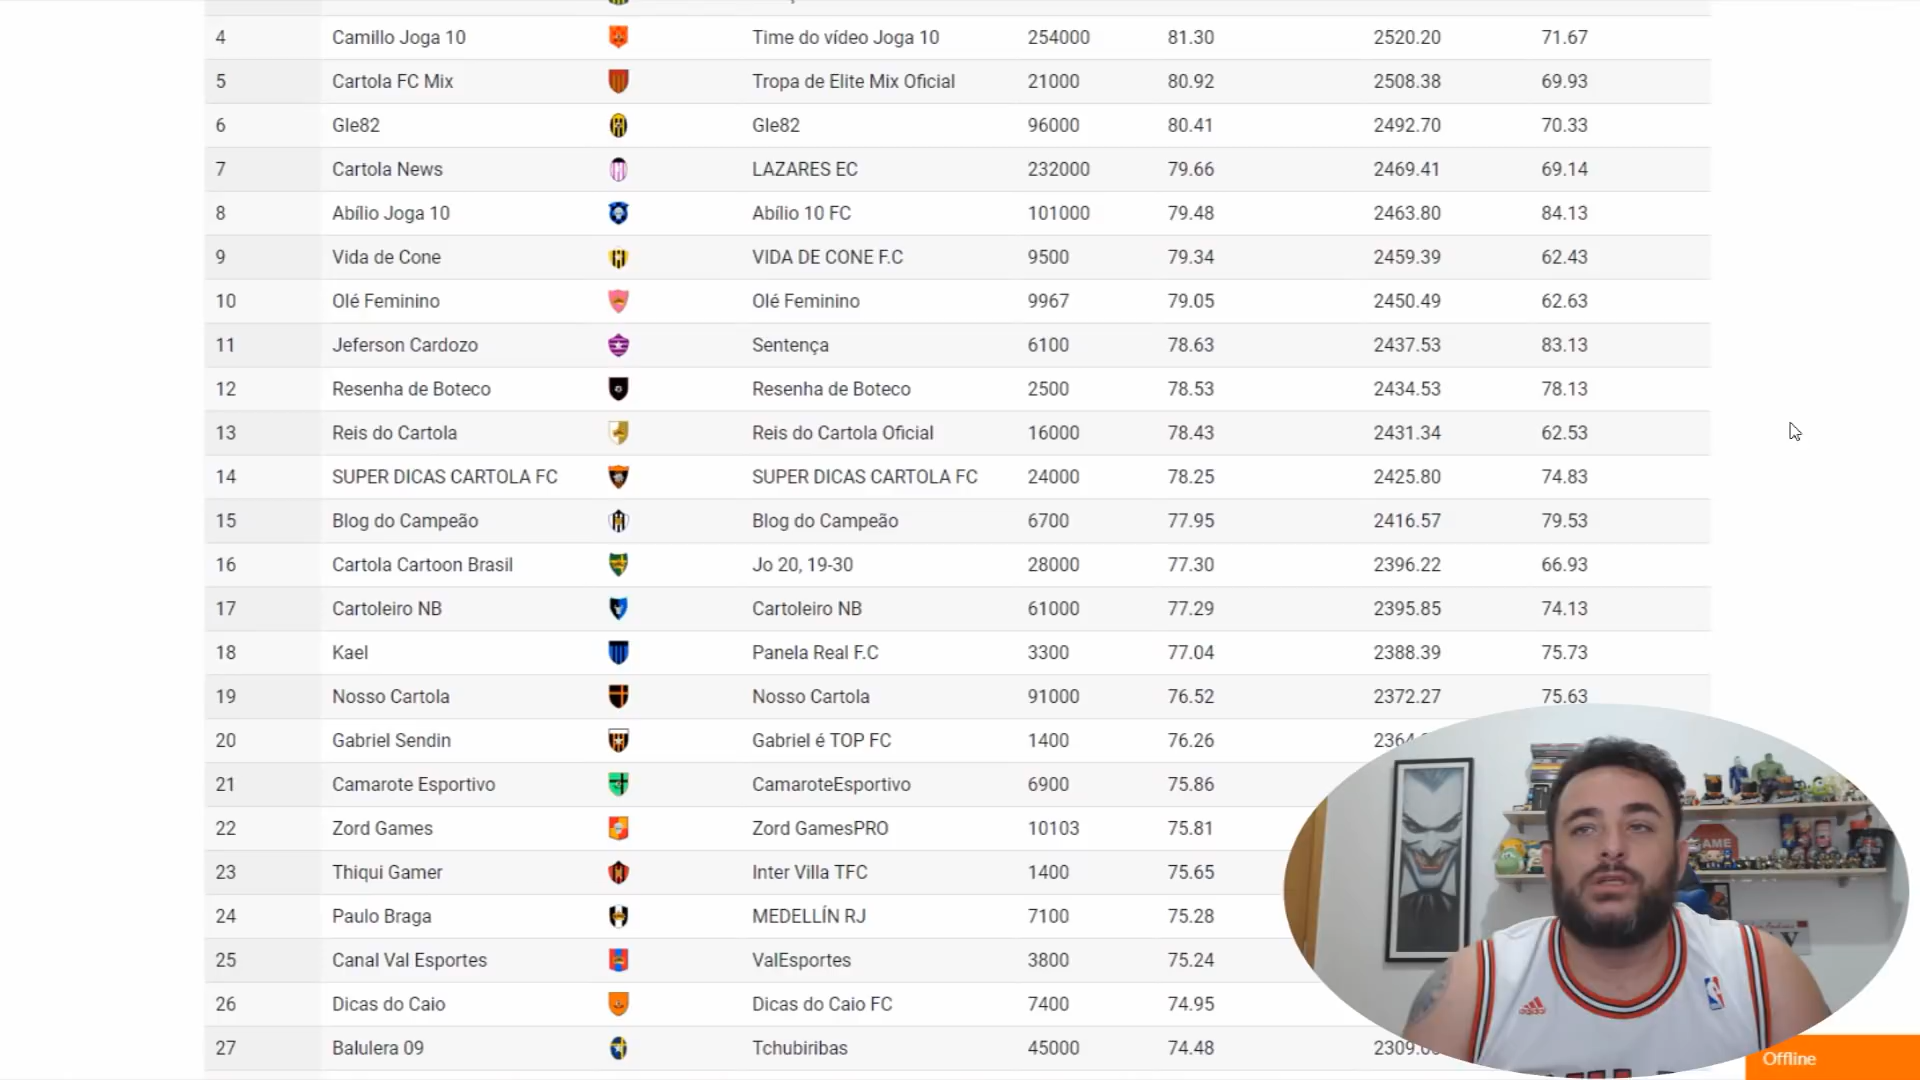 4 Camillo Joga 10 Time do vídeo Joga 10 254000 81.30 2520.20 71.67
5 Cartola FC Mix Tropa de Elite Mix Oficial 21000 80.92 2508.38 69.93
6 Gle82 Gle82 96000 80.41 2492.70 70.33
7 Cartola News LAZARES EC 232000 79.66 2469.41 69.14
8 Abílio Joga 10 Abílio 10 FC 101000 79.48 2463.80 84.13
9 Vida de Cone VIDA DE CONE F.C 9500 79.34 2459.39 62.43
10 Olé Feminino Olé Feminino 9967 79.05 2450.49 62.63
11 Jeferson Cardozo Sentença 6100 78.63 2437.53 83.13
12 Resenha de Boteco Resenha de Boteco 2500 78.53 2434.53 78.13
13 Reis do Cartola Reis do Cartola Oficial 16000 78.43 2431.34 62.53
14 SUPER DICAS CARTOLA FC SUPER DICAS CARTOLA FC 24000 78.25 2425.80 74.83
15 Blog do Campeão Blog do Campeão 6700 77.95 2416.57 79.53
16 Cartola Cartoon Brasil Jo 20, 19-30 28000 77.30 2396.22 66.93
17 Cartoleiro NB Cartoleiro NB 61000 77.29 2395.85 74.13
18 Kael Panela Real F.C 3300 77.04 2388.39 75.73
19 Nosso Cartola Nosso Cartola 91000 76.52 2372.27 75.63
20 Gabriel Sendin Gabriel é TOP FC 1400 76.26
21 Camarote Esportivo CamaroteEsportivo 6900 75.86
22 Zord Games Zord GamesPRO 10103 75.81
23 Thiqui Gamer Inter Villa TFC 1400 75.65
24 Paulo Braga MEDELLÍN RJ 7100 75.28
25 Canal Val Esportes ValEsportes 3800 75.24
26 Dicas do Caio Dicas do Caio FC 7400 74.95
27 Balulera 09 Tchubiribas 45000 74.48
adidas
Offline